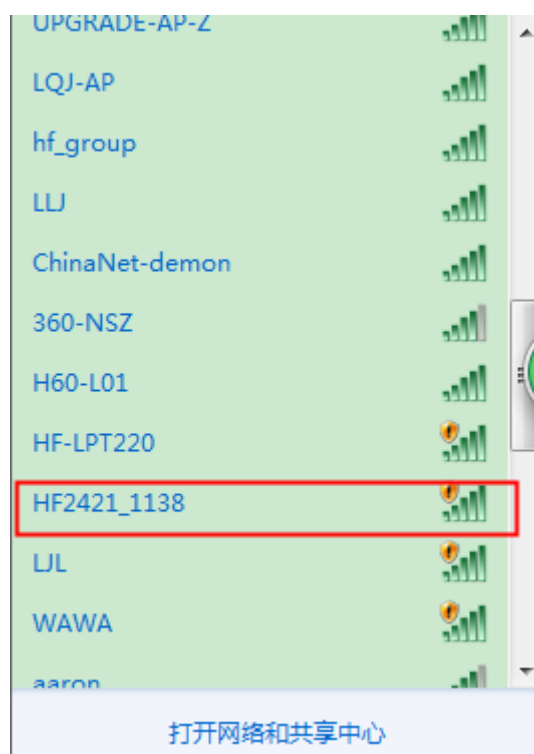 UPGRADE-AP-Z
LQJ-AP
hf_group
LLJ
ChinaNet-demon
360-NSZ
H60-L01
HF-LPT220
HF2421_1138
LJL
WAWA
aaron
打开网络和共享中心